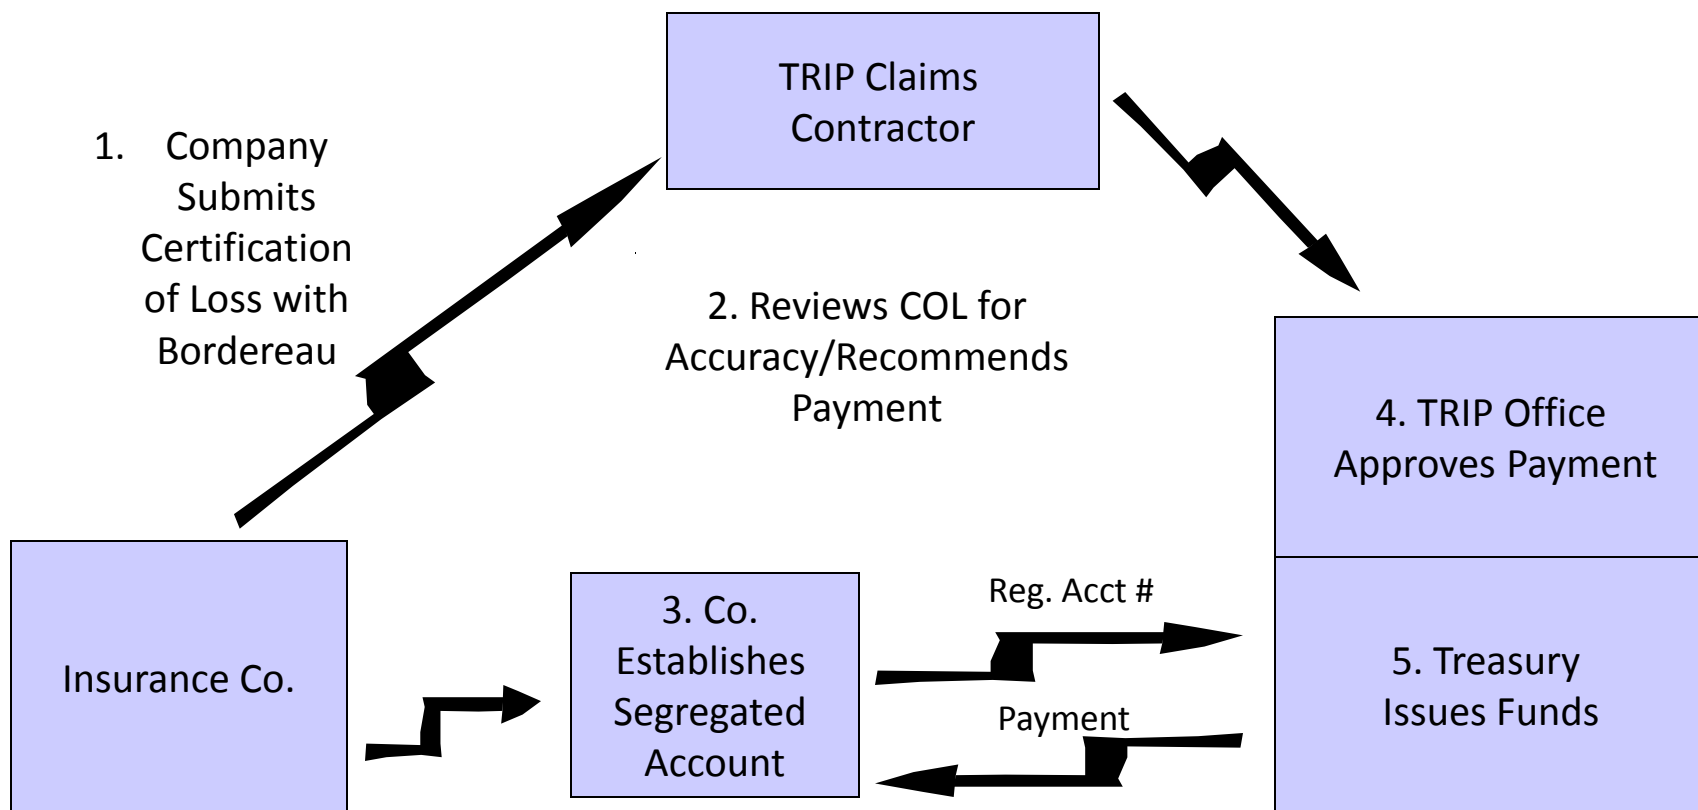 TRIP Claims
Contractor
1. Company
Submits
Certification
of Loss with
Bordereau
2. Reviews COL for
Accuracy/Recommends
Payment
4. TRIP Office
Approves Payment
Insurance Co.
3. Co.
Establishes
Segregated
Account
Reg. Acct #
Payment
5. Treasury
Issues Funds